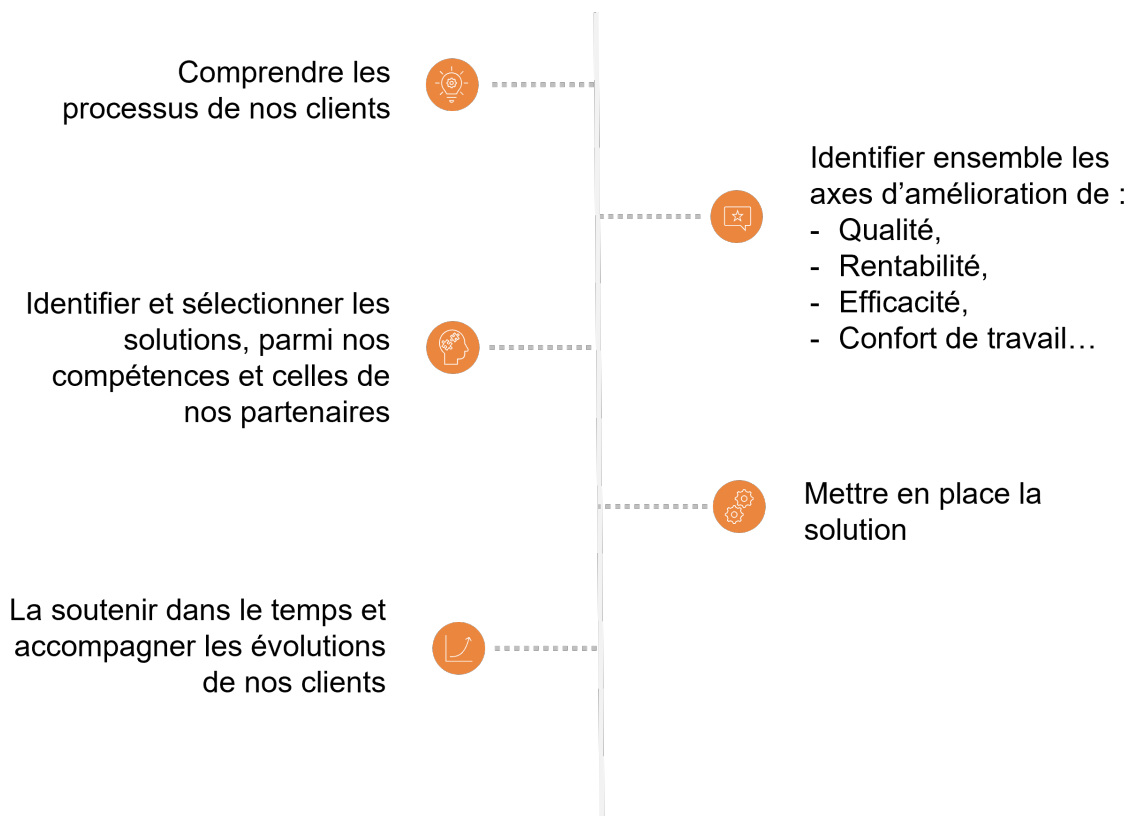 Comprendre les
processus de nos clients
Identifier ensemble les
axes d’amélioration de :
- Qualité,
- Rentabilité,
- Efficacité,
- Confort de travail…
Identifier et sélectionner les
solutions, parmi nos
compétences et celles de
nos partenaires
Mettre en place la
solution
La soutenir dans le temps et
accompagner les évolutions
de nos clients